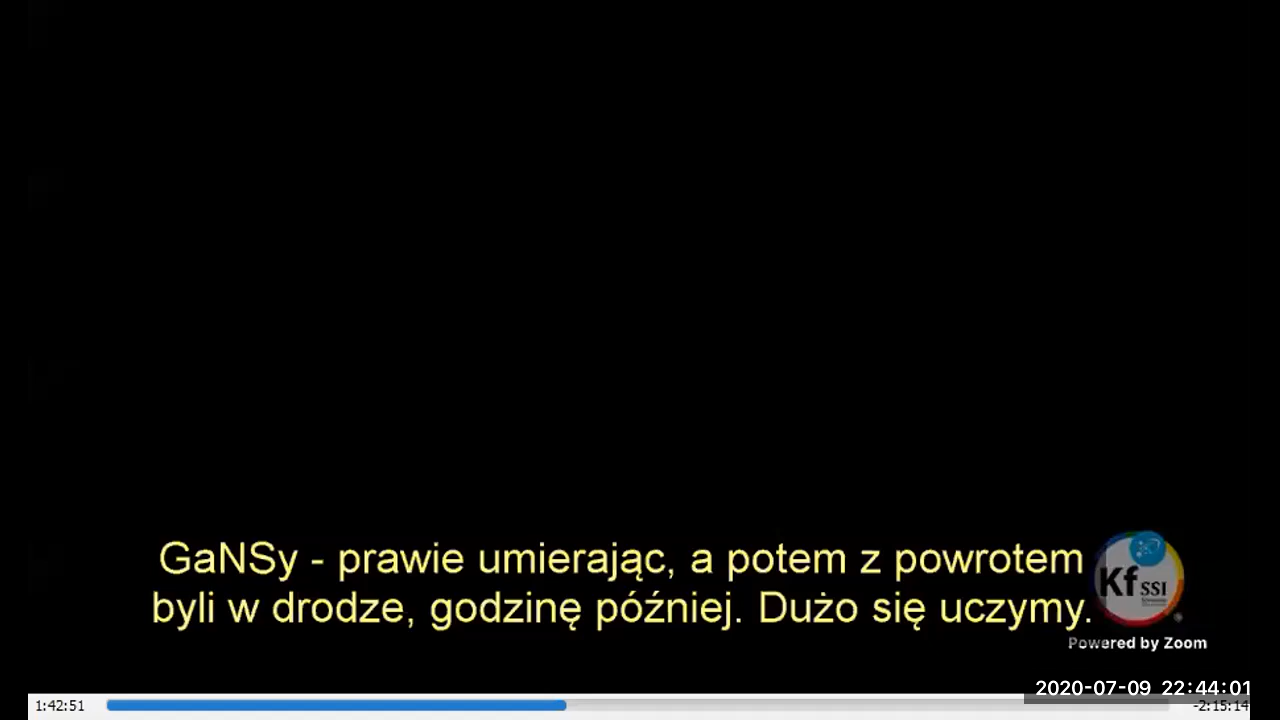 GaNSy - prawie umierając, a potem z powrotem
byli w drodze, godzinę później. Dużo się uczymy.
Kf SSI
®
Powered by Zoom
2020-07-09 22:44:01
1:42:51
-2:15:14